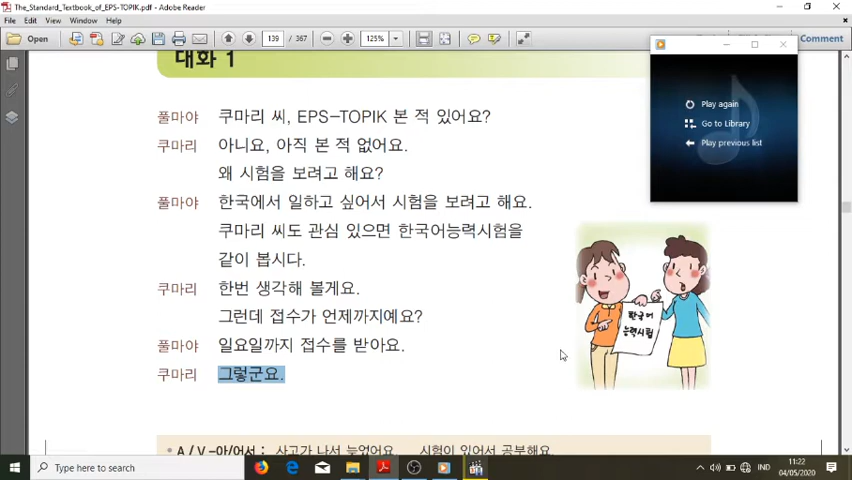 The_Standard_Textbook_of_EPS-TOPIK.pdf - Adobe Reader
File Edit View Window Help
Open 139 / 367 125% Comment
대화 1
풀마야 쿠마리 씨, EPS-TOPIK 본 적 있어요?
쿠마리 아니요, 아직 본 적 없어요.
왜 시험을 보려고 해요?
풀마야 한국에서 일하고 싶어서 시험을 보려고 해요.
쿠마리 씨도 관심 있으면 한국어능력시험을
같이 봅시다.
쿠마리 한번 생각해 볼게요.
그런데 접수가 언제까지예요?
풀마야 일요일까지 접수를 받아요.
쿠마리 그렇군요.
한국어
능력시험
Play again
Go to Library
Play previous list
• A / V -아/어서 : 사고가 나서 늦었어요. 시험이 있어서 공부해요.
Type here to search
IND
11:22
04/05/2020